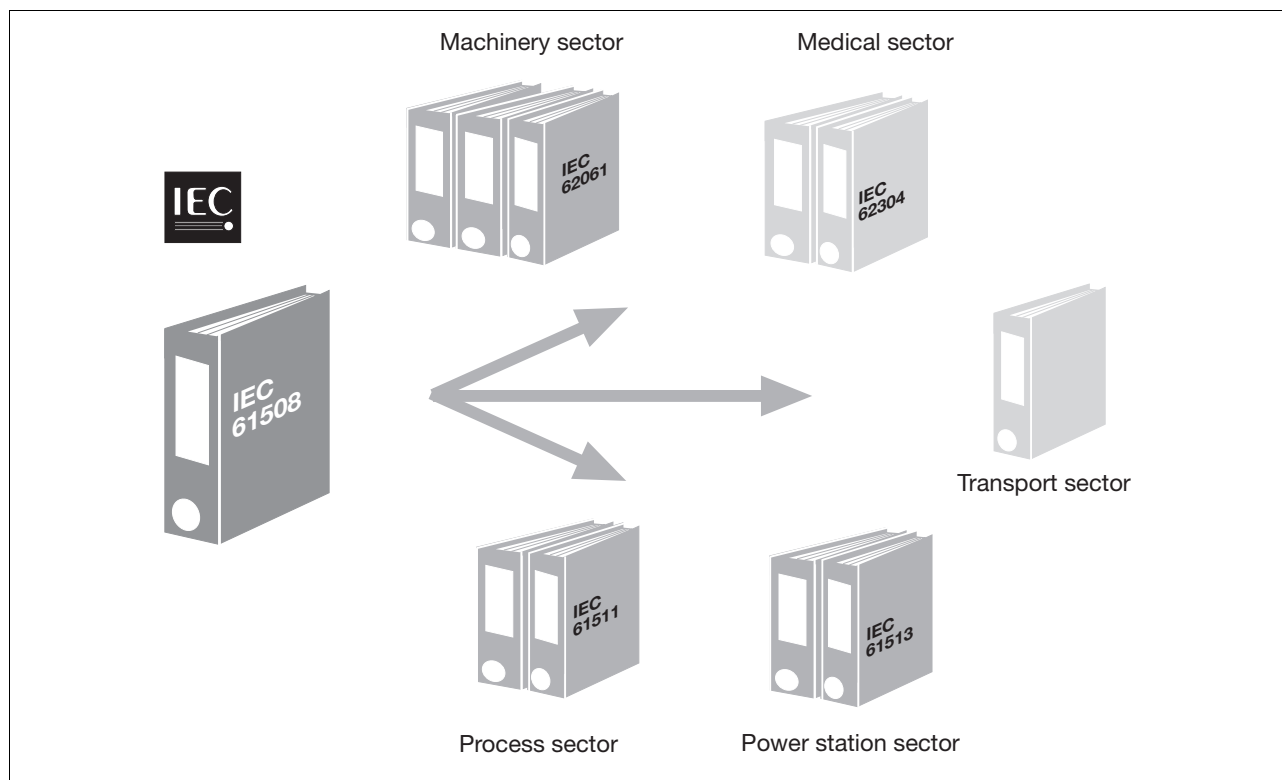 Machinery sector
Medical sector
IEC
62061
IEC
62304
IEC
IEC
61508
Transport sector
IEC
61511
IEC
61513
Process sector
Power station sector